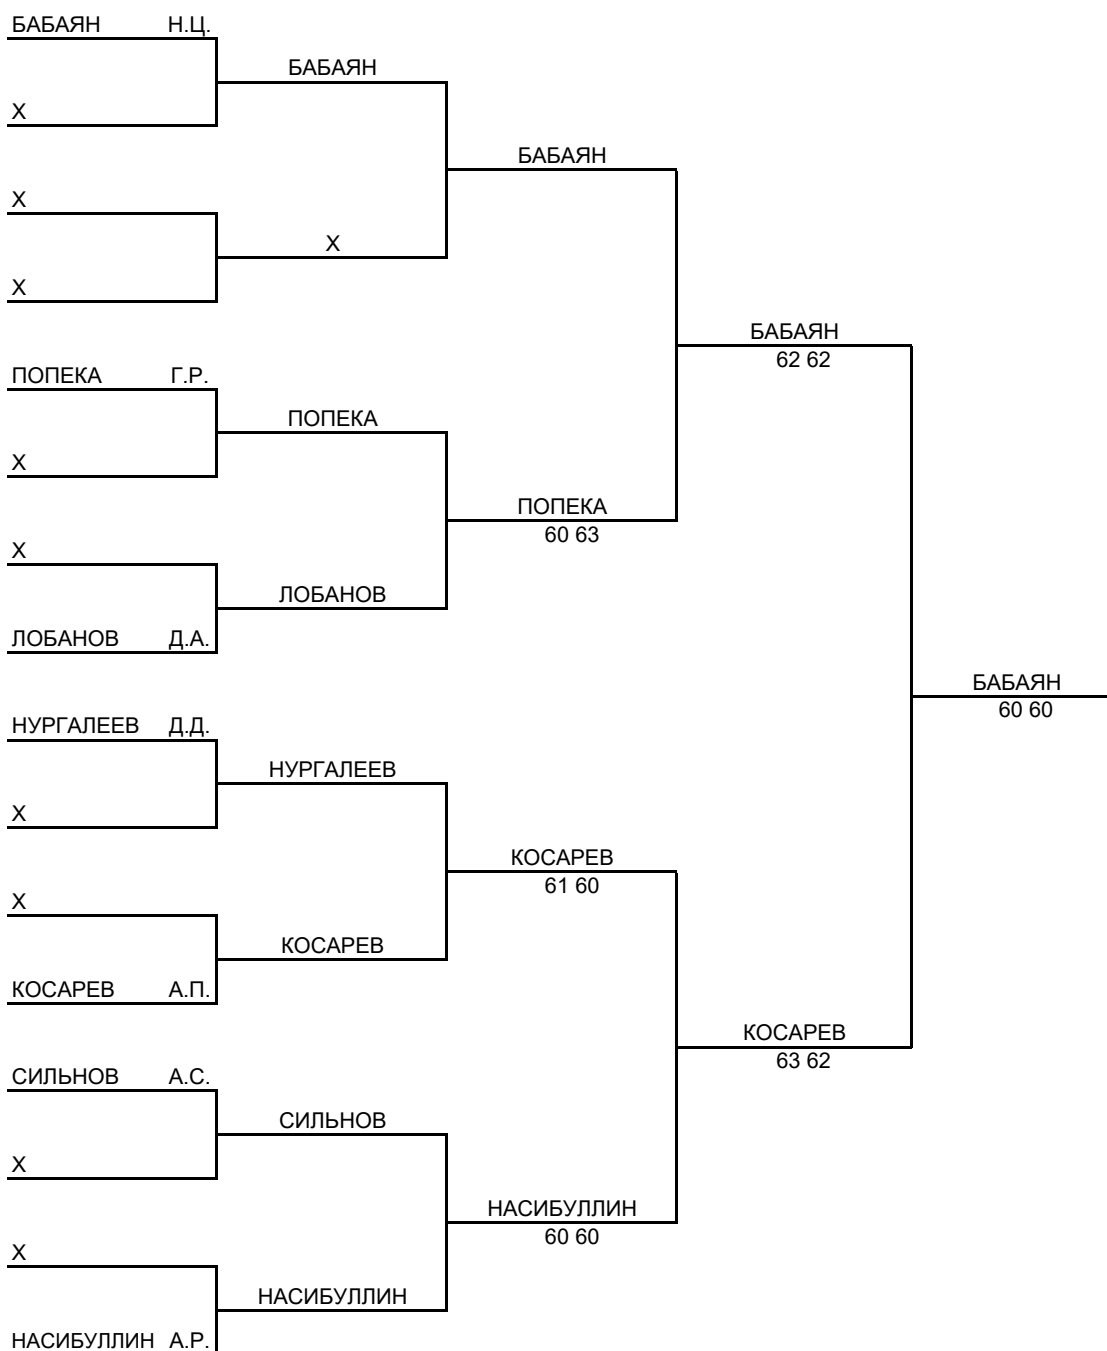 БАБАЯН Н.Ц.
БАБАЯН
X
БАБАЯН
X
X
X
БАБАЯН
62 62
ПОПЕКА Г.Р.
ПОПЕКА
X
ПОПЕКА
60 63
X
ЛОБАНОВ
ЛОБАНОВ Д.А.
БАБАЯН
60 60
НУРГАЛЕЕВ Д.Д.
НУРГАЛЕЕВ
X
КОСАРЕВ
61 60
X
КОСАРЕВ
КОСАРЕВ А.П.
КОСАРЕВ
63 62
СИЛЬНОВ А.С.
СИЛЬНОВ
X
НАСИБУЛЛИН
60 60
X
НАСИБУЛЛИН
НАСИБУЛЛИН А.Р.